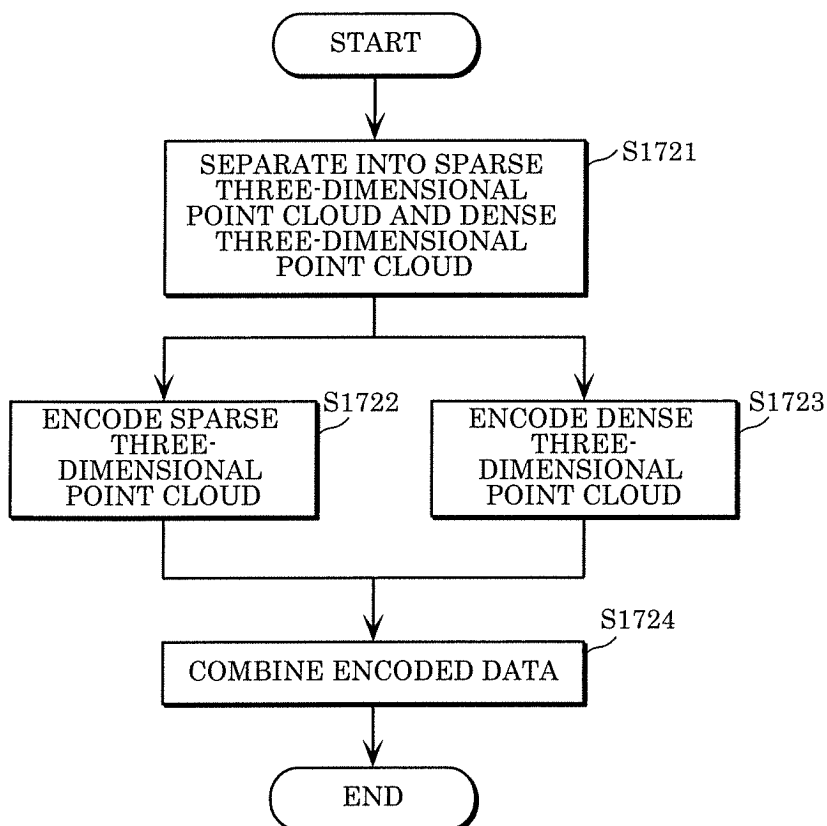 START
SEPARATE INTO SPARSE
THREE-DIMENSIONAL
POINT CLOUD AND DENSE
THREE-DIMENSIONAL
POINT CLOUD
S1721
ENCODE SPARSE
THREE-
DIMENSIONAL
POINT CLOUD
S1722
ENCODE DENSE
THREE-
DIMENSIONAL
POINT CLOUD
S1723
S1724
COMBINE ENCODED DATA
END